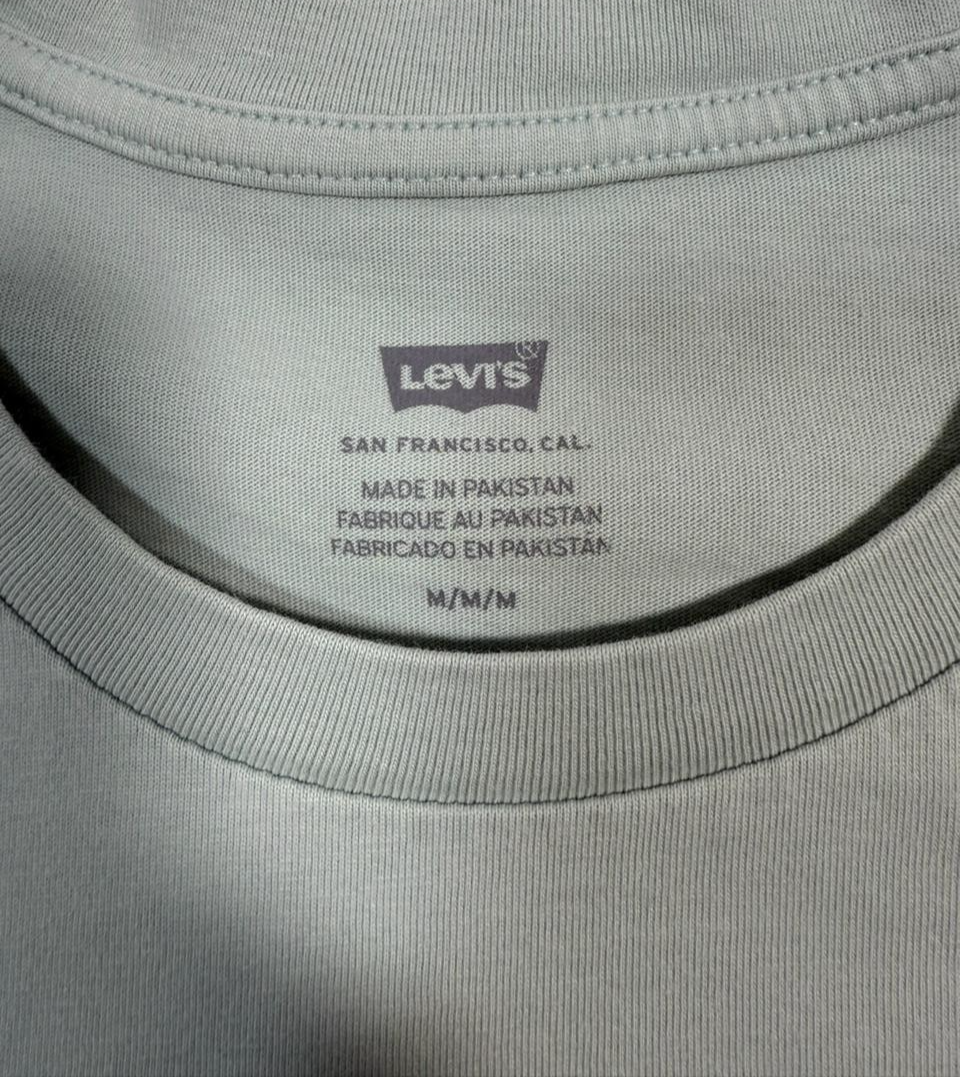 Levi's®
SAN FRANCISCO, CAL.
MADE IN PAKISTAN
FABRIQUE AU PAKISTAN
FABRICADO EN PAKISTAN
M/M/M